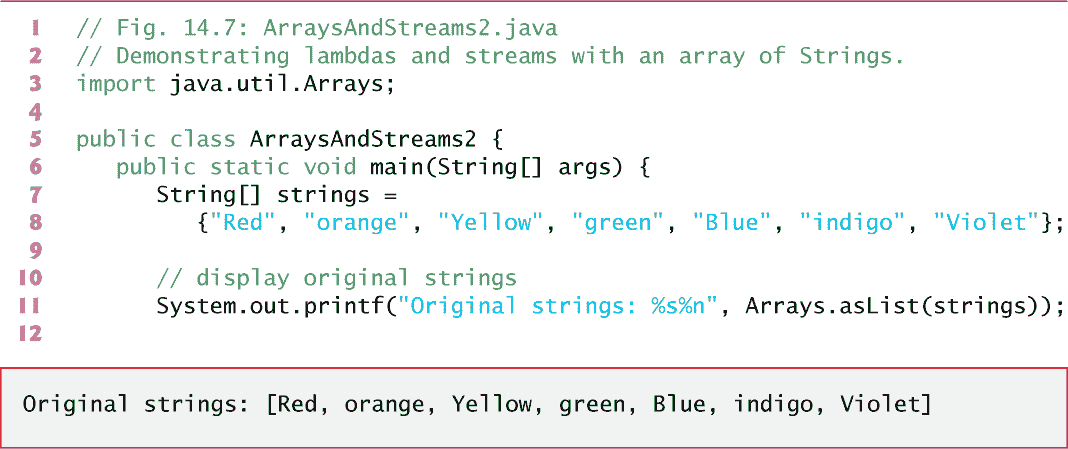 1 // Fig. 14.7: ArraysAndStreams2.java
2 // Demonstrating lambdas and streams with an array of Strings.
3 import java.util.Arrays;
4
5 public class ArraysAndStreams2 {
6 public static void main(String[] args) {
7 String[] strings =
8 {"Red", "orange", "Yellow", "green", "Blue", "indigo", "Violet"};
9
10 // display original strings
11 System.out.printf("Original strings: %s%n", Arrays.asList(strings));
12
Original strings: [Red, orange, Yellow, green, Blue, indigo, Violet]